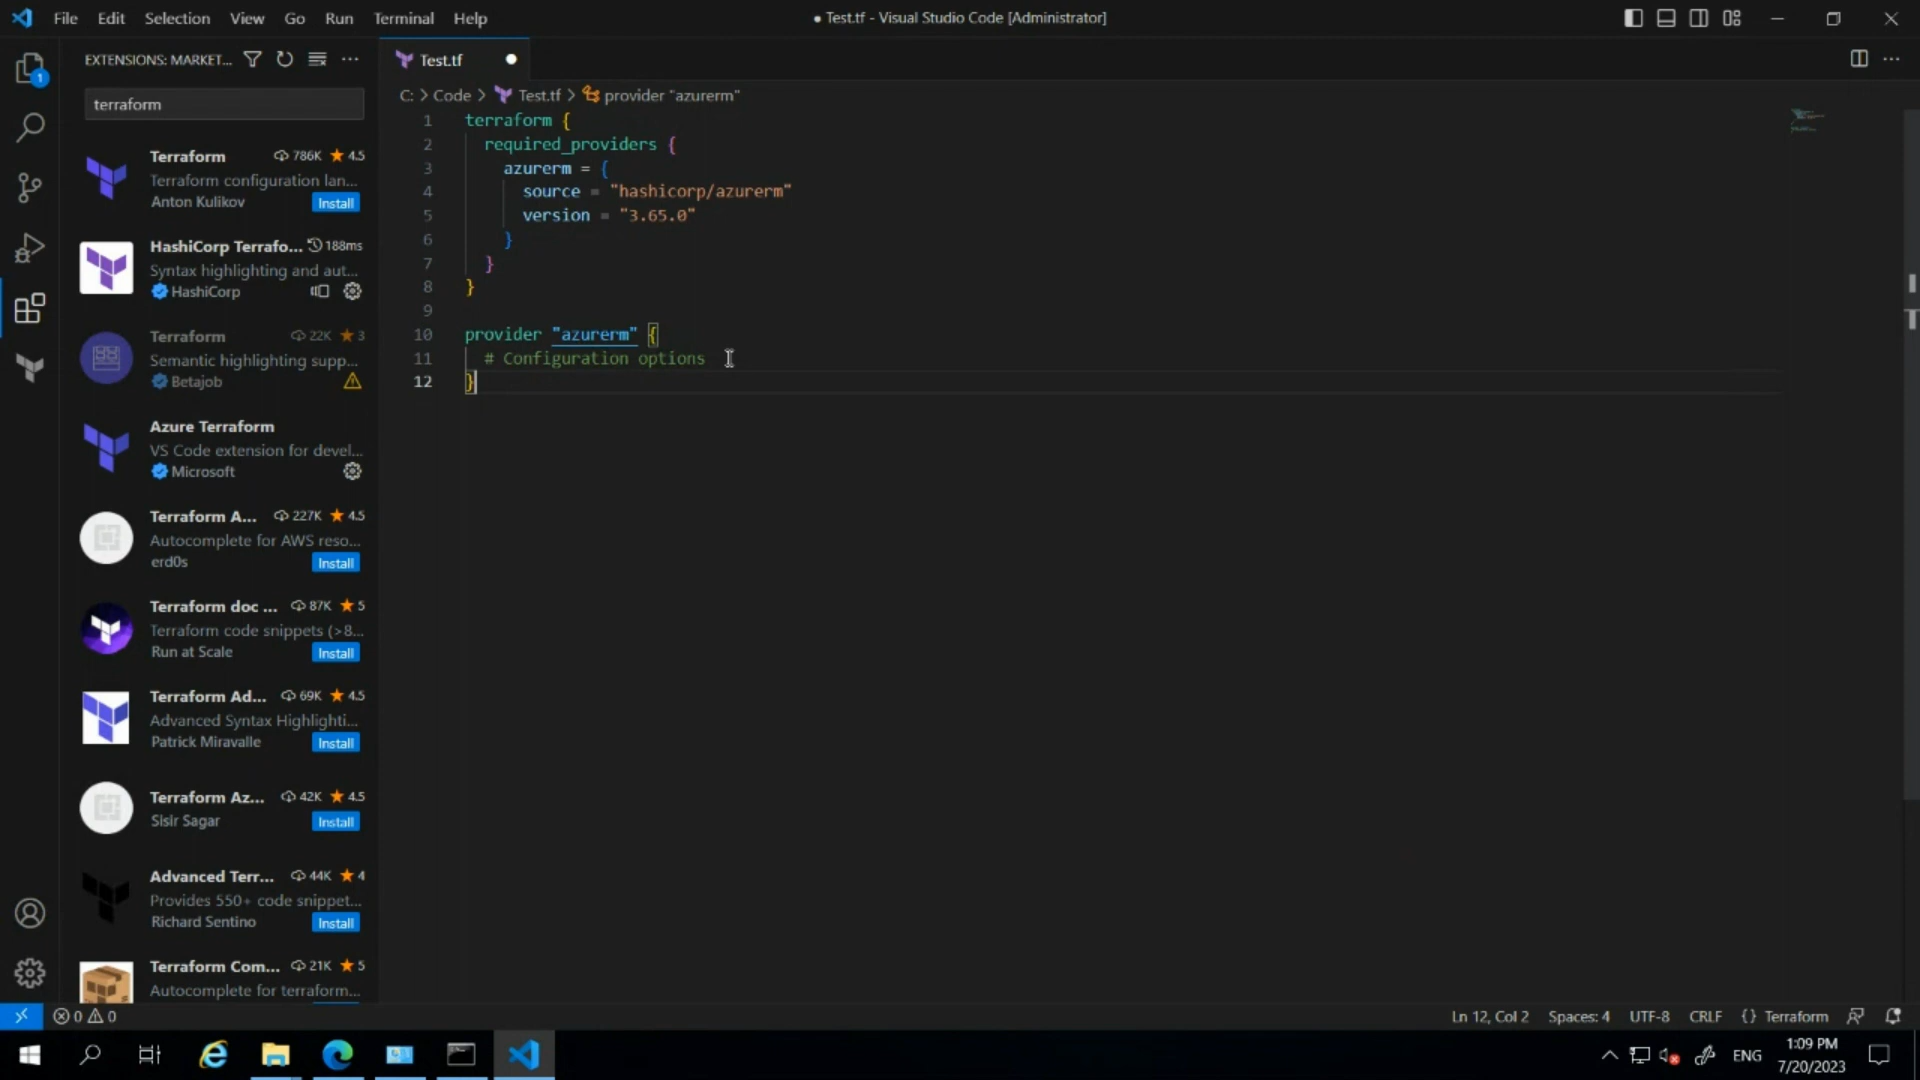 File Edit Selection View Go Run Terminal Help
● Test.tf - Visual Studio Code [Administrator]
EXTENSIONS: MARKET...
terraform
Terraform 786K ★ 4.5
Terraform configuration lan...
Anton Kulikov Install
HashiCorp Terrafo... 188ms
Syntax highlighting and aut...
HashiCorp
Terraform 22K ★ 3
Semantic highlighting supp...
Betajob
Azure Terraform
VS Code extension for devel...
Microsoft
Terraform A... 227K ★ 4.5
Autocomplete for AWS reso...
erd0s Install
Terraform doc ... 87K ★ 5
Terraform code snippets (>8...
Run at Scale Install
Terraform Ad... 69K ★ 4.5
Advanced Syntax Highlighti...
Patrick Miravalle Install
Terraform Az... 42K ★ 4.5
Sisir Sagar Install
Advanced Terr... 44K ★ 4
Provides 550+ code snippet...
Richard Sentino Install
Terraform Com... 21K ★ 5
Autocomplete for terraform...
Test.tf
C: > Code > Test.tf > provider "azurerm"
1 terraform {
2 required_providers {
3 azurerm = {
4 source = "hashicorp/azurerm"
5 version = "3.65.0"
6 }
7 }
8 }
9
10 provider "azurerm" {
11 # Configuration options
12 }
1
0 0
Ln 12, Col 2 Spaces: 4 UTF-8 CRLF {} Terraform
ENG
1:09 PM
7/20/2023